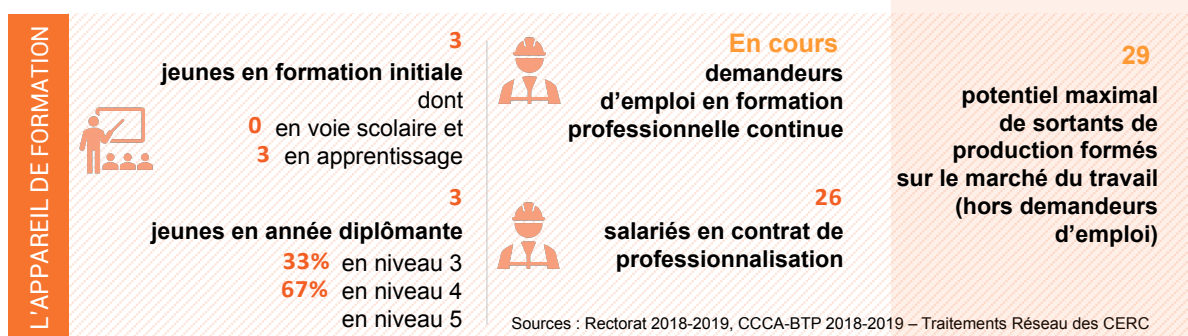 L'APPAREIL DE FORMATION
3
jeunes en formation initiale
dont
0 en voie scolaire et
3 en apprentissage
3
jeunes en année diplômante
33% en niveau 3
67% en niveau 4
en niveau 5
En cours
demandeurs
d'emploi en formation
professionnelle continue
26
salariés en contrat de
professionnalisation
29
potentiel maximal
de sortants de
production formés
sur le marché du travail
(hors demandeurs
d'emploi)
Sources : Rectorat 2018-2019, CCCA-BTP 2018-2019 – Traitements Réseau des CERC